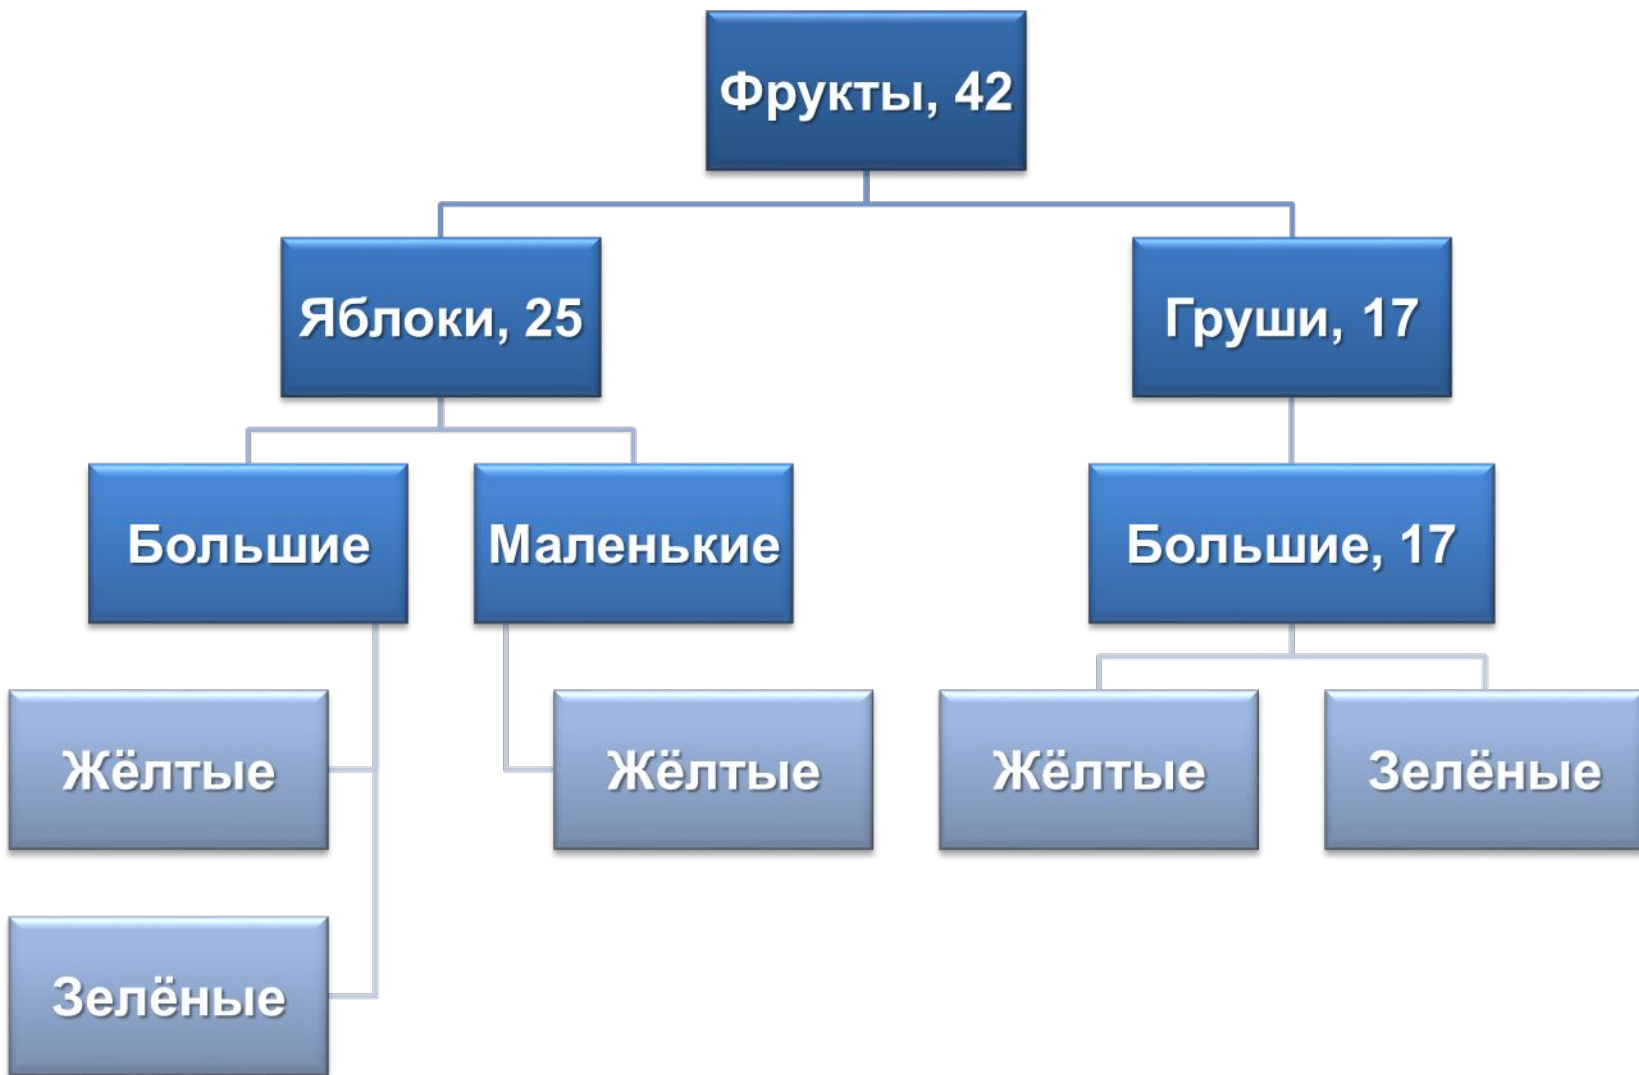 Фрукты, 42
Яблоки, 25
Груши, 17
Большие
Маленькие
Большие, 17
Жёлтые
Жёлтые
Жёлтые
Зелёные
Зелёные